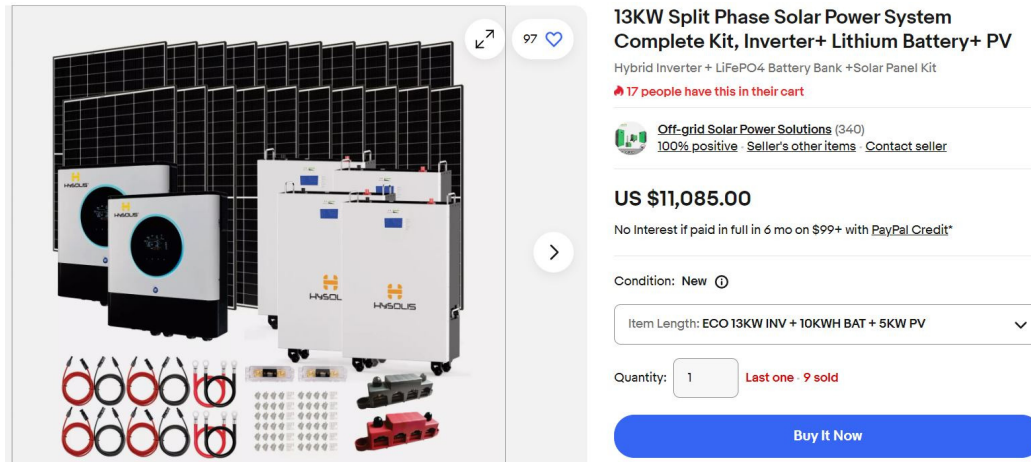 97
HYSOLIS
HYSOLIS
HYSOL
HYSOLIS
13KW Split Phase Solar Power System
Complete Kit, Inverter+ Lithium Battery+ PV
Hybrid Inverter + LiFePO4 Battery Bank +Solar Panel Kit
17 people have this in their cart
Off-grid Solar Power Solutions (340)
100% positive · Seller's other items · Contact seller
US $11,085.00
No Interest if paid in full in 6 mo on $99+ with PayPal Credit*
Condition: New
Item Length: ECO 13KW INV + 10KWH BAT + 5KW PV
Quantity: 1 Last one · 9 sold
Buy It Now